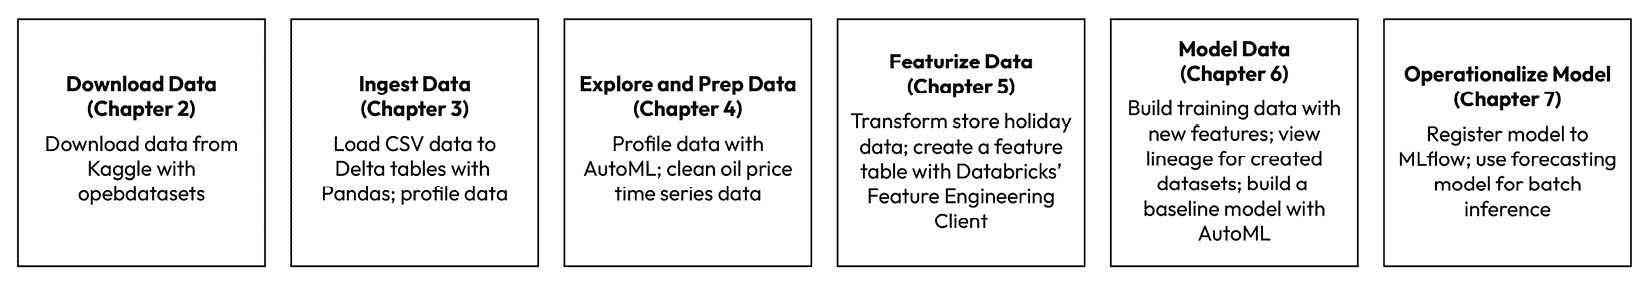 Download Data
(Chapter 2)
Download data from
Kaggle with
opebdatasets
Ingest Data
(Chapter 3)
Load CSV data to
Delta tables with
Pandas; profile data
Explore and Prep Data
(Chapter 4)
Profile data with
AutoML; clean oil price
time series data
Featurize Data
(Chapter 5)
Transform store holiday
data; create a feature
table with Databricks’
Feature Engineering
Client
Model Data
(Chapter 6)
Build training data with
new features; view
lineage for created
datasets; build a
baseline model with
AutoML
Operationalize Model
(Chapter 7)
Register model to
MLflow; use forecasting
model for batch
inference